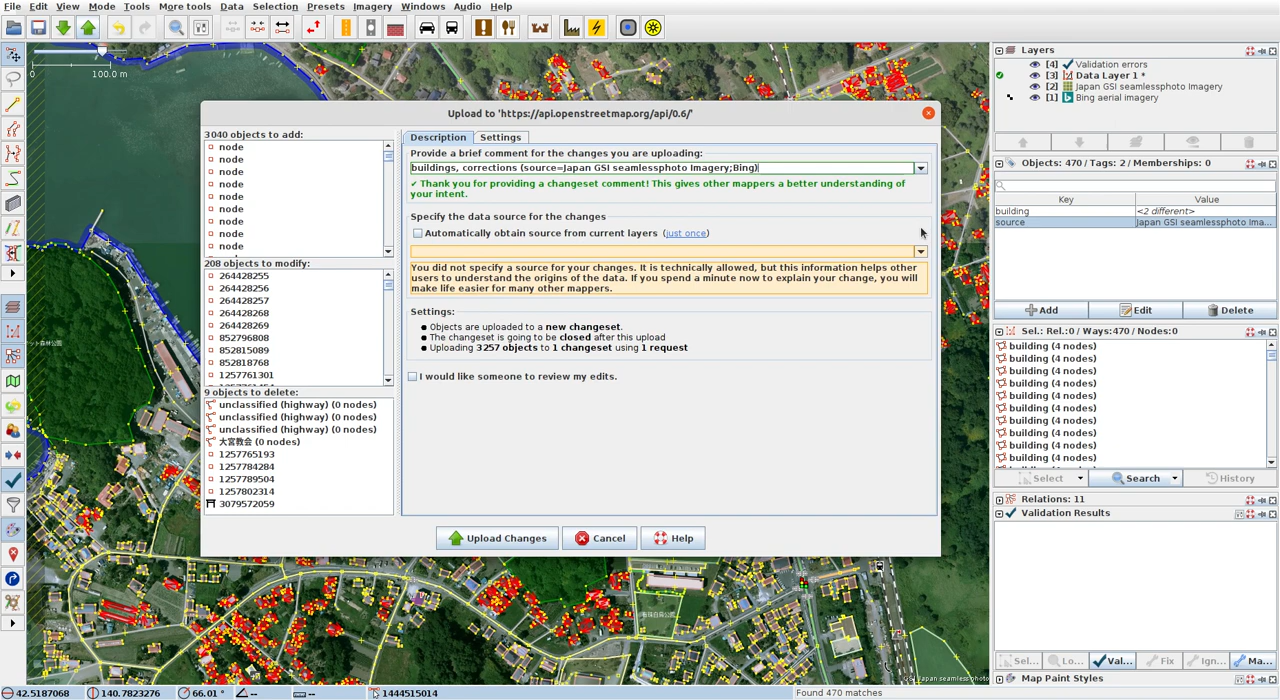 File Edit View Mode Tools More tools Data Selection Presets Imagery Windows Audio Help
0 100.0 m
Upload to 'https://api.openstreetmap.org/api/0.6/'
3040 objects to add:
node
node
node
node
node
node
node
node
node
208 objects to modify:
264428255
264428256
264428257
264428268
264428269
852796808
852815089
852818768
1257761301
9 objects to delete:
unclassified (highway) (0 nodes)
unclassified (highway) (0 nodes)
unclassified (highway) (0 nodes)
大宮教会 (0 nodes)
1257765193
1257784284
1257789504
1257802314
3079572059
Description Settings
Provide a brief comment for the changes you are uploading:
buildings, corrections (source=Japan GSI seamlessphoto Imagery;Bing)
✔ Thank you for providing a changeset comment! This gives other mappers a better understanding of
your intent.
Specify the data source for the changes
Automatically obtain source from current layers (just once)
You did not specify a source for your changes. It is technically allowed, but this information helps other
users to understand the origins of the data. If you spend a minute now to explain your change, you will
make life easier for many other mappers.
Settings:
Objects are uploaded to a new changeset.
The changeset is going to be closed after this upload
Uploading 3257 objects to 1 changeset using 1 request
I would like someone to review my edits.
Upload Changes Cancel Help
Layers
[4] Validation errors
[3] Data Layer 1 *
[2] Japan GSI seamlessphoto Imagery
[1] Bing aerial imagery
Objects: 470 / Tags: 2 / Memberships: 0
Key Value
building <2 different>
source Japan GSI seamlessphoto Ima...
Add Edit Delete
Sel.: Rel.:0 / Ways:470 / Nodes:0
building (4 nodes)
building (4 nodes)
building (4 nodes)
building (4 nodes)
building (4 nodes)
building (4 nodes)
building (4 nodes)
building (4 nodes)
building (4 nodes)
building (4 nodes)
Select Search History
Relations: 11
Validation Results
Sel... Lo... Val... Fix Ign... Ma...
Map Paint Styles
42.5187068 140.7823276 66.01 ° -- -- 1444515014 Found 470 matches